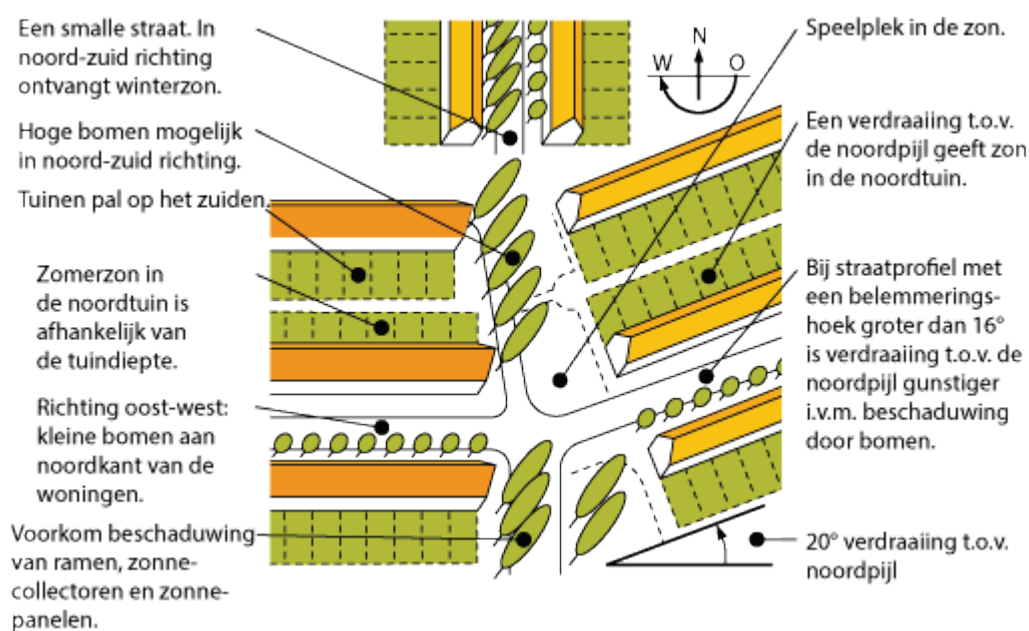 Een smalle straat. In
noord-zuid richting
ontvangt winterzon.
Hoge bomen mogelijk
in noord-zuid richting.
Tuinen pal op het zuiden.
Zomerzon in
de noordtuin is
afhankelijk van
de tuindiepte.
Richting oost-west:
kleine bomen aan
noordkant van de
woningen.
Voorkom beschaduwing
van ramen, zonne-
collectoren en zonne-
panelen.
N
W
O
Speelplek in de zon.
Een verdraaiing t.o.v.
de noordpijl geeft zon
in de noordtuin.
Bij straatprofiel met
een belemmerings-
hoek groter dan 16°
is verdraaiing t.o.v. de
noordpijl gunstiger
i.v.m. beschaduwing
door bomen.
20° verdraaiing t.o.v.
noordpijl